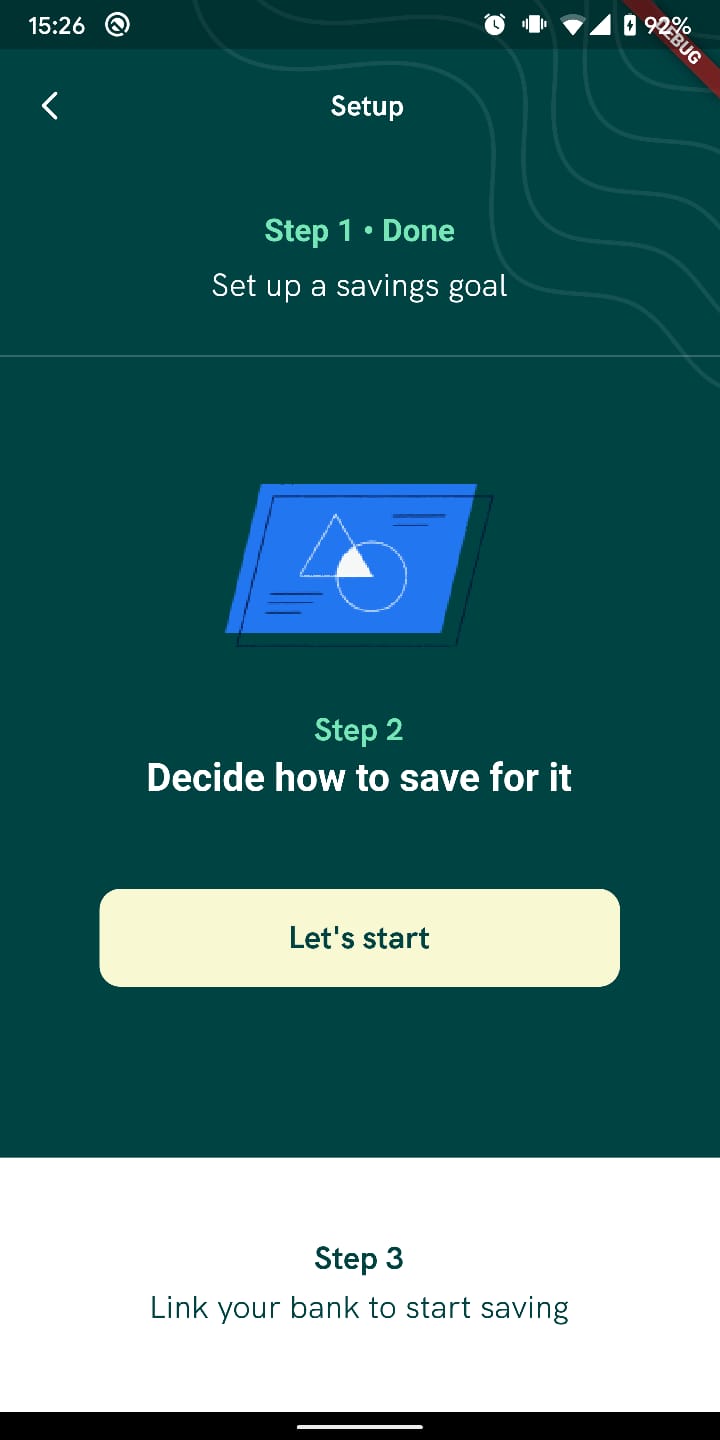 15:26
92%
DEBUG
Setup
Step 1 • Done
Set up a savings goal
Step 2
Decide how to save for it
Let's start
Step 3
Link your bank to start saving